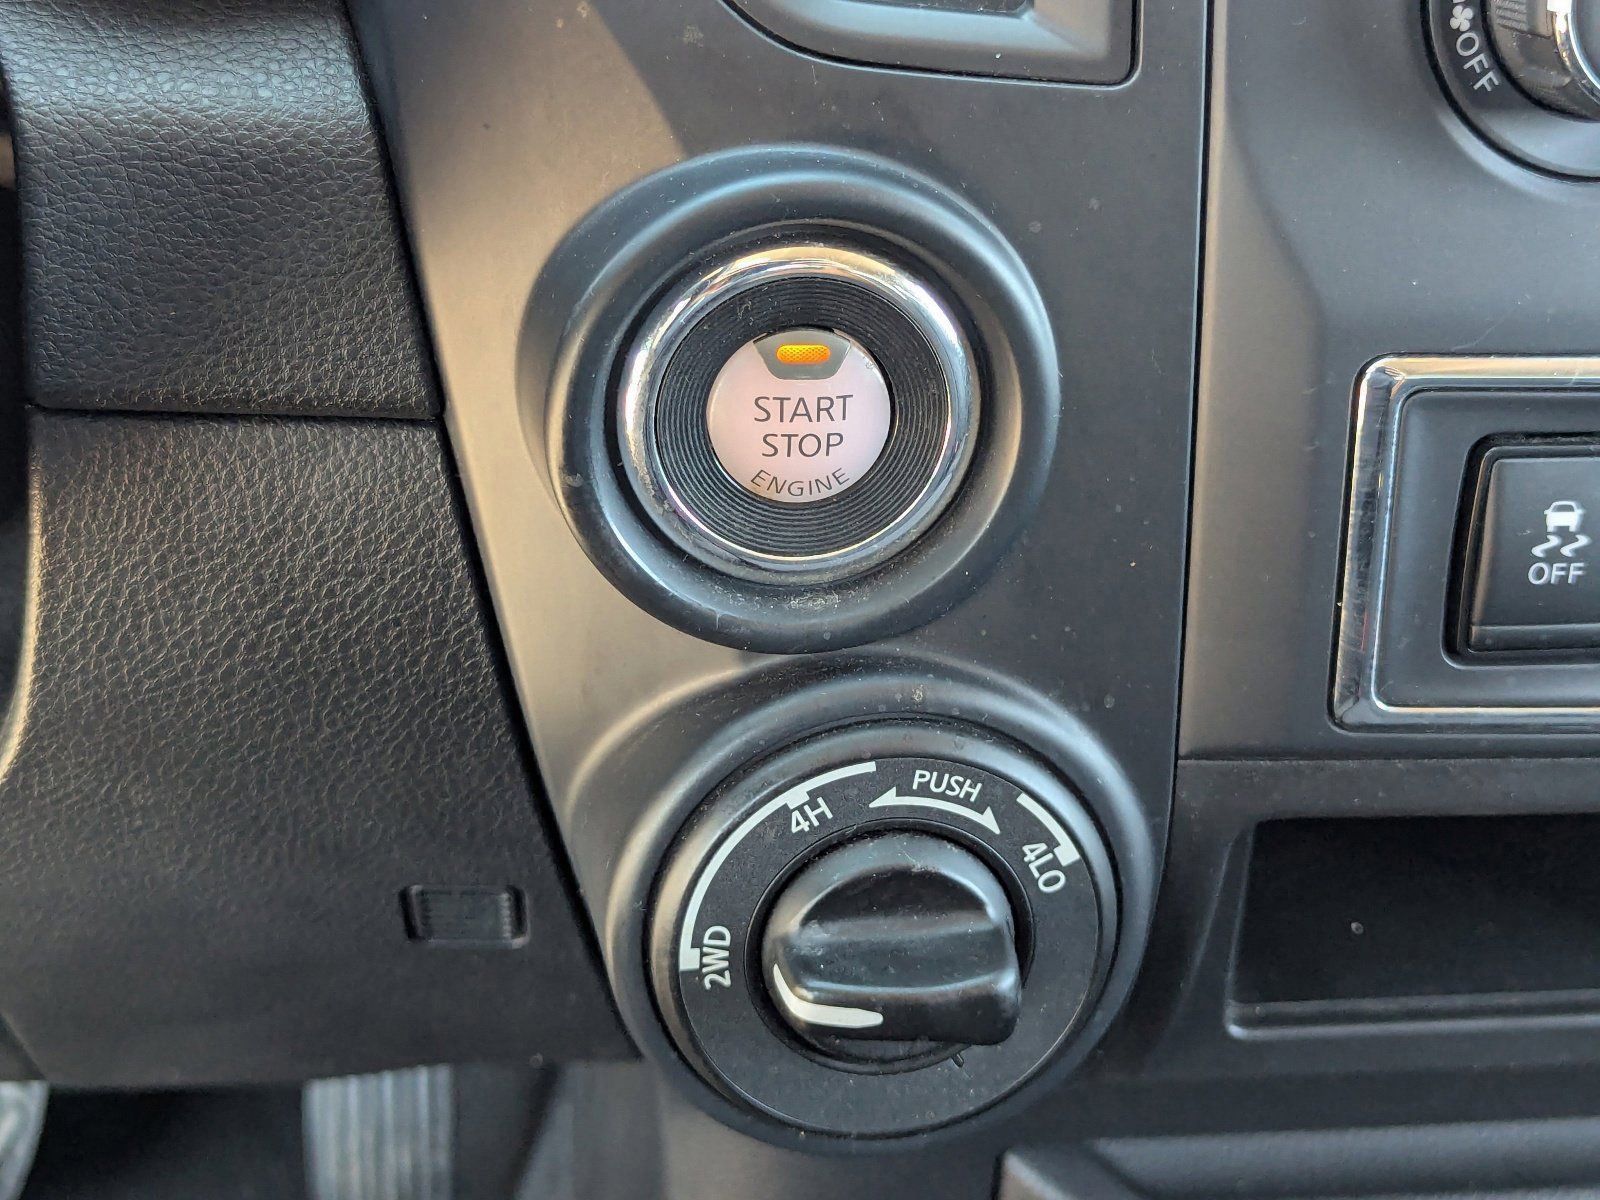 OFF
START
STOP
ENGINE
OFF
PUSH
4H
4LO
2WD